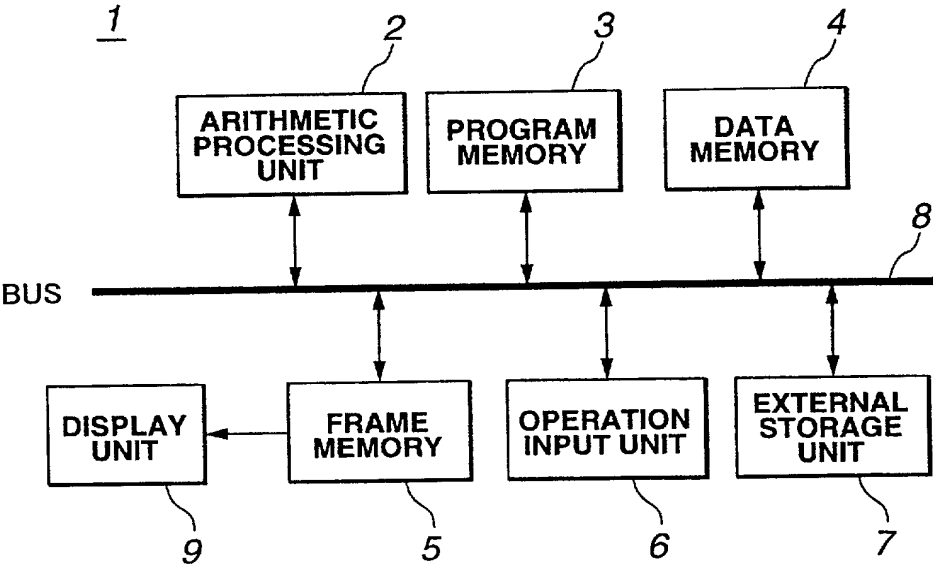 1
2
3
4
ARITHMETIC
PROCESSING
UNIT
PROGRAM
MEMORY
DATA
MEMORY
8
BUS
DISPLAY
UNIT
FRAME
MEMORY
OPERATION
INPUT UNIT
EXTERNAL
STORAGE
UNIT
9
5
6
7